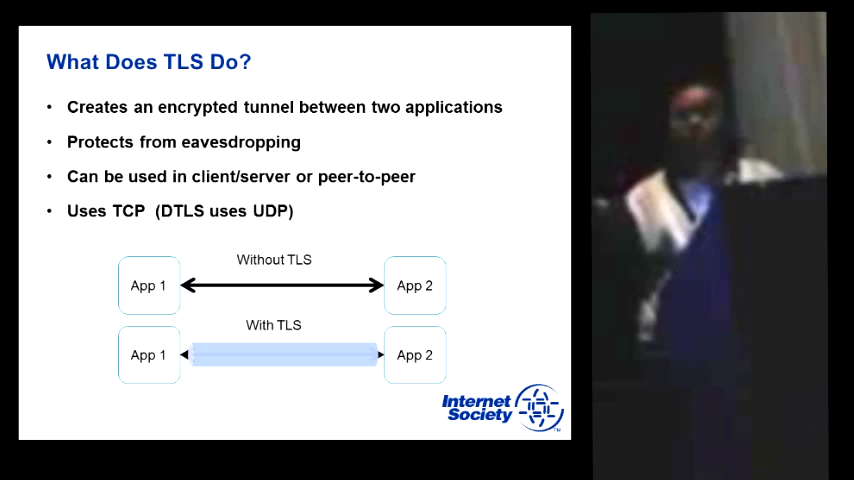 What Does TLS Do?
• Creates an encrypted tunnel between two applications
• Protects from eavesdropping
• Can be used in client/server or peer-to-peer
• Uses TCP (DTLS uses UDP)
Without TLS
App 1
App 2
With TLS
App 1
App 2
Internet
Society
TM